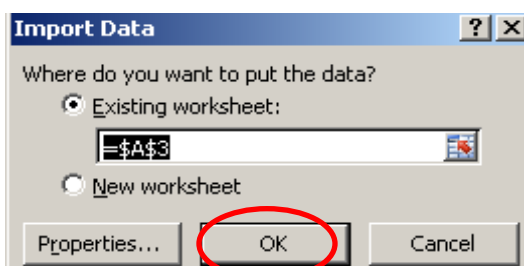 Import Data
Where do you want to put the data?
Existing worksheet:
=$A$3
New worksheet
Properties... OK Cancel